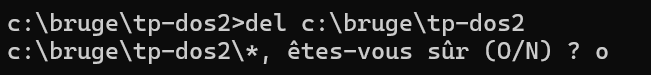 c:\bruge\tp-dos2>del c:\bruge\tp-dos2
c:\bruge\tp-dos2\*, êtes-vous sûr (O/N) ? o